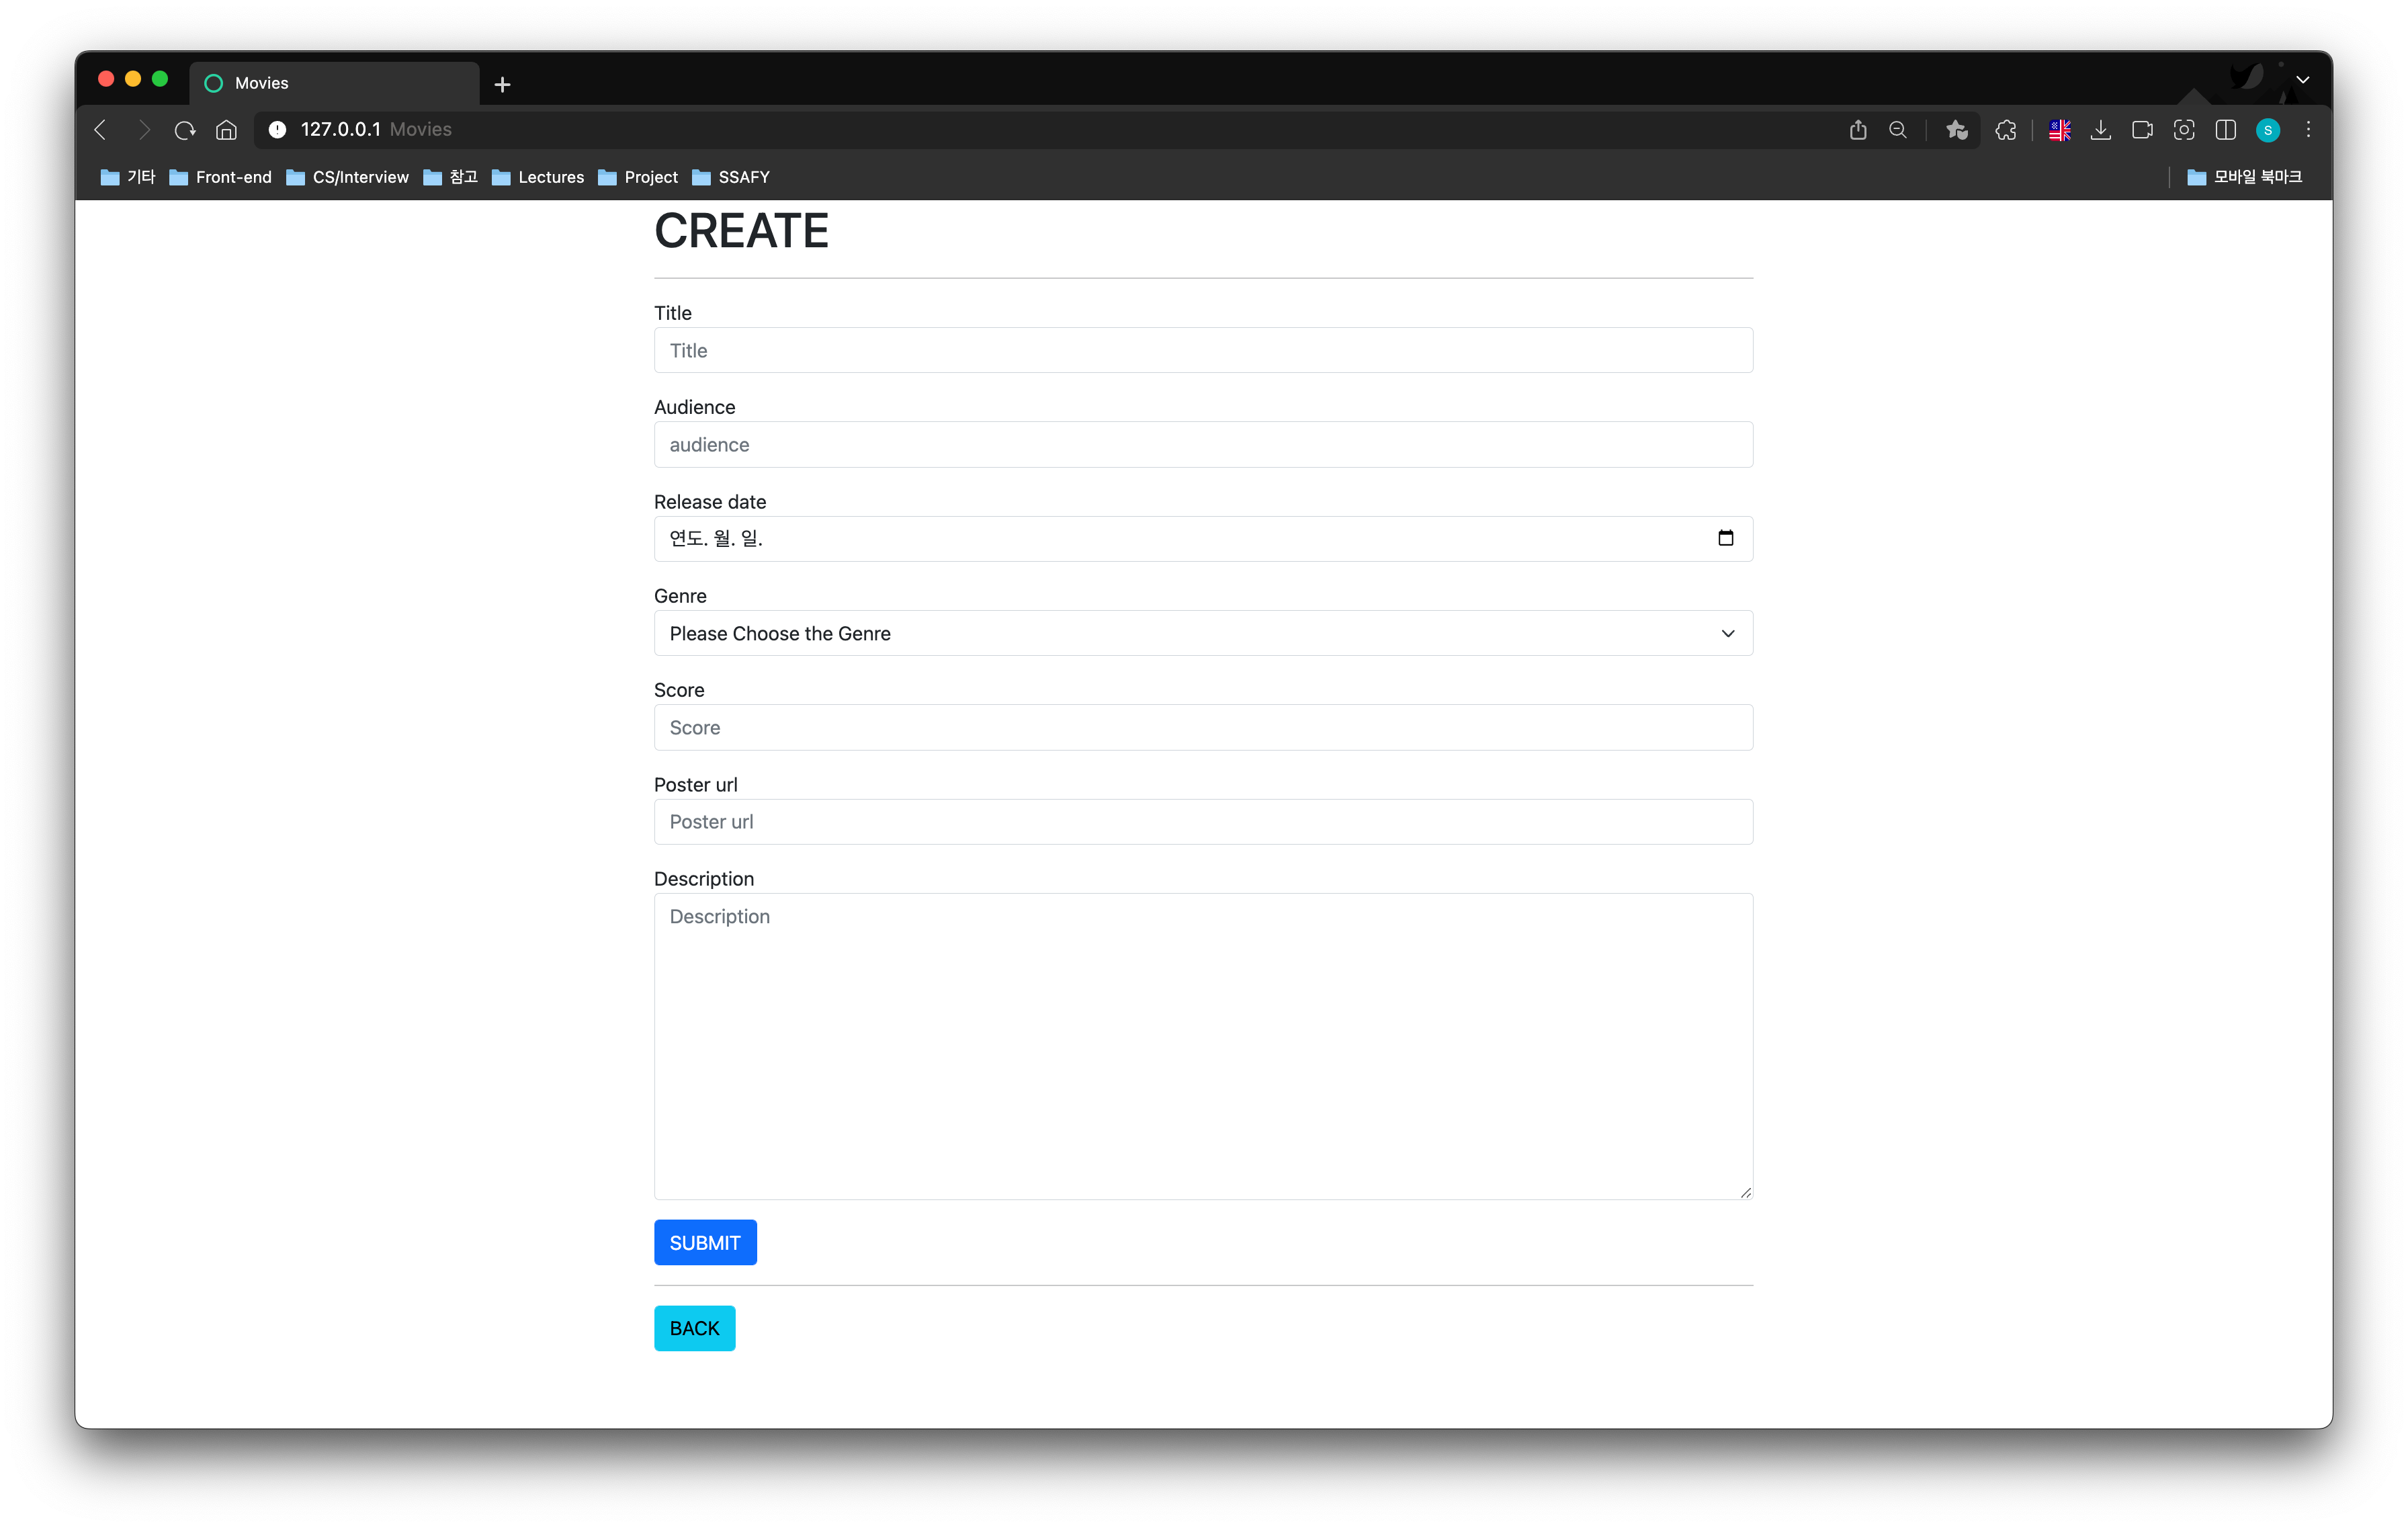 Movies
127.0.0.1 Movies
S
기타 Front-end CS/Interview 참고 Lectures Project SSAFY 모바일 북마크
CREATE
Title
Title
Audience
audience
Release date
연도. 월. 일.
Genre
Please Choose the Genre
Score
Score
Poster url
Poster url
Description
Description
SUBMIT
BACK